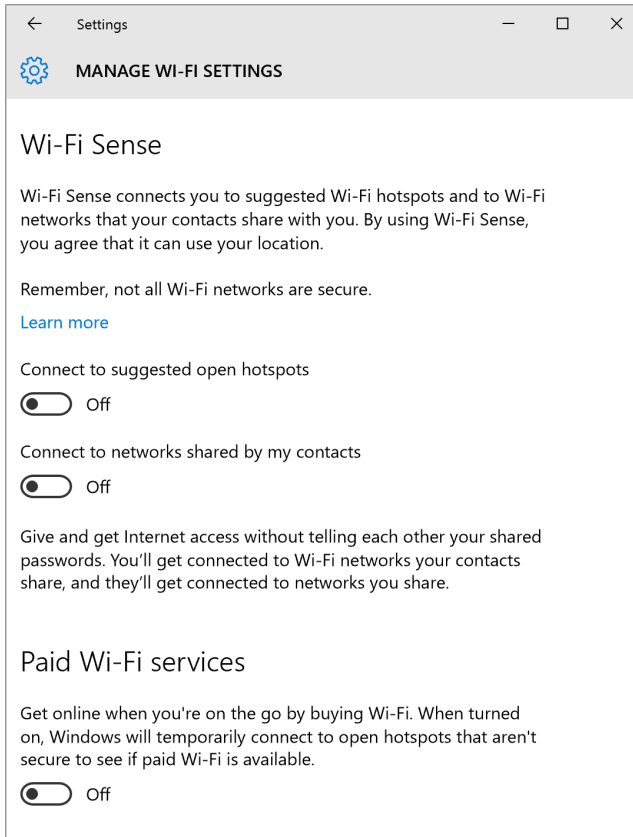 Settings
MANAGE WI-FI SETTINGS
Wi-Fi Sense
Wi-Fi Sense connects you to suggested Wi-Fi hotspots and to Wi-Fi
networks that your contacts share with you. By using Wi-Fi Sense,
you agree that it can use your location.
Remember, not all Wi-Fi networks are secure.
Learn more
Connect to suggested open hotspots
Off
Connect to networks shared by my contacts
Off
Give and get Internet access without telling each other your shared
passwords. You’ll get connected to Wi-Fi networks your contacts
share, and they’ll get connected to networks you share.
Paid Wi-Fi services
Get online when you're on the go by buying Wi-Fi. When turned
on, Windows will temporarily connect to open hotspots that aren't
secure to see if paid Wi-Fi is available.
Off